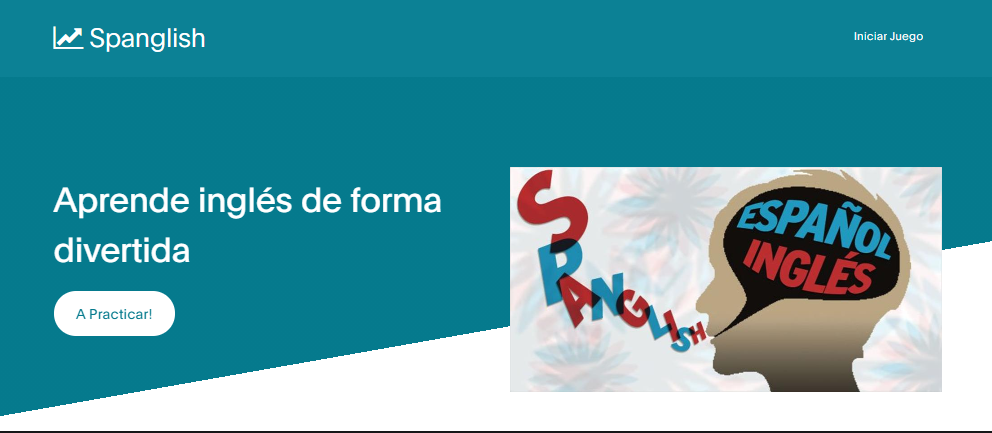 Spanglish
Iniciar Juego
Aprende inglés de forma
divertida
A Practicar!
SPANGLISH
ESPAÑOL
INGLÉS